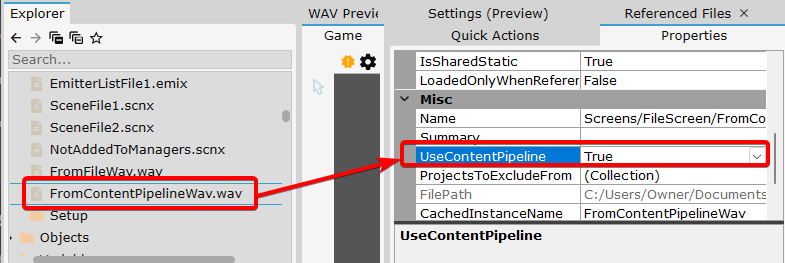 Explorer
Search...
EmitterListFile1.emix
SceneFile1.scnx
SceneFile2.scnx
NotAddedToManagers.scnx
FromFileWav.wav
FromContentPipelineWav.wav
Setup
Objects
WAV Preview
Game
Settings (Preview)
Referenced Files
Quick Actions
Properties
IsSharedStatic True
LoadedOnlyWhenReferen False
Misc
Name Screens/FileScreen/FromCo
Summary
UseContentPipeline True
ProjectsToExcludeFrom (Collection)
FilePath C:/Users/Owner/Documents
CachedInstanceName FromContentPipelineWav
UseContentPipeline